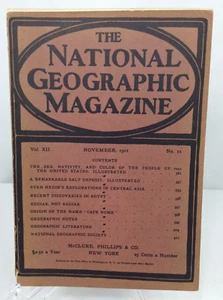 THE
NATIONAL
GEOGRAPHIC
MAGAZINE
Vol. XII NOVEMBER, 1901 No. 11
CONTENTS
THE SEX, NATIVITY, AND COLOR OF THE PEOPLE OF
THE UNITED STATES. ILLUSTRATED
A REMARKABLE SALT DEPOSIT. ILLUSTRATED
SVEN HEDIN'S EXPLORATIONS IN CENTRAL ASIA
RECENT DISCOVERIES IN EGYPT
KODIAK, NOT KADIAK
ORIGIN OF THE NAME "CAPE NOME"
GEOGRAPHIC NOTES
GEOGRAPHIC LITERATURE
NATIONAL GEOGRAPHIC SOCIETY
McCLURE, PHILLIPS & CO.
$2.50 a Year NEW YORK 25 Cents a Number